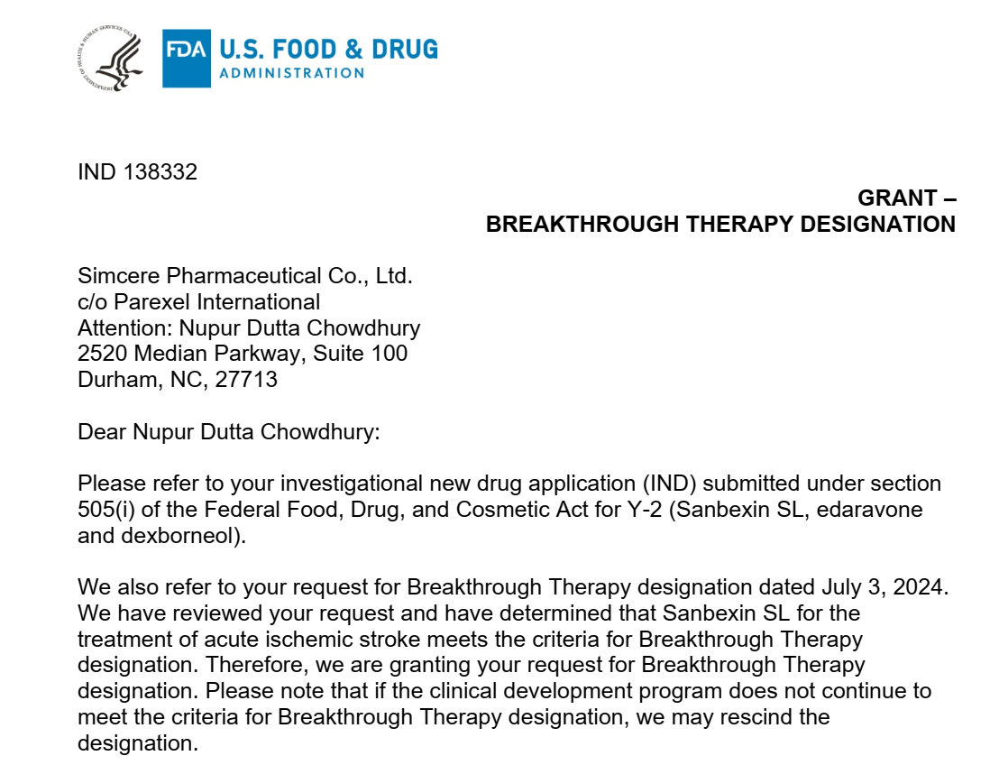 DEPARTMENT OF HEALTH & HUMAN SERVICES · USA
FDA U.S. FOOD & DRUG
ADMINISTRATION
IND 138332
GRANT –
BREAKTHROUGH THERAPY DESIGNATION
Simcere Pharmaceutical Co., Ltd.
c/o Parexel International
Attention: Nupur Dutta Chowdhury
2520 Median Parkway, Suite 100
Durham, NC, 27713
Dear Nupur Dutta Chowdhury:
Please refer to your investigational new drug application (IND) submitted under section
505(i) of the Federal Food, Drug, and Cosmetic Act for Y-2 (Sanbexin SL, edaravone
and dexborneol).
We also refer to your request for Breakthrough Therapy designation dated July 3, 2024.
We have reviewed your request and have determined that Sanbexin SL for the
treatment of acute ischemic stroke meets the criteria for Breakthrough Therapy
designation. Therefore, we are granting your request for Breakthrough Therapy
designation. Please note that if the clinical development program does not continue to
meet the criteria for Breakthrough Therapy designation, we may rescind the
designation.